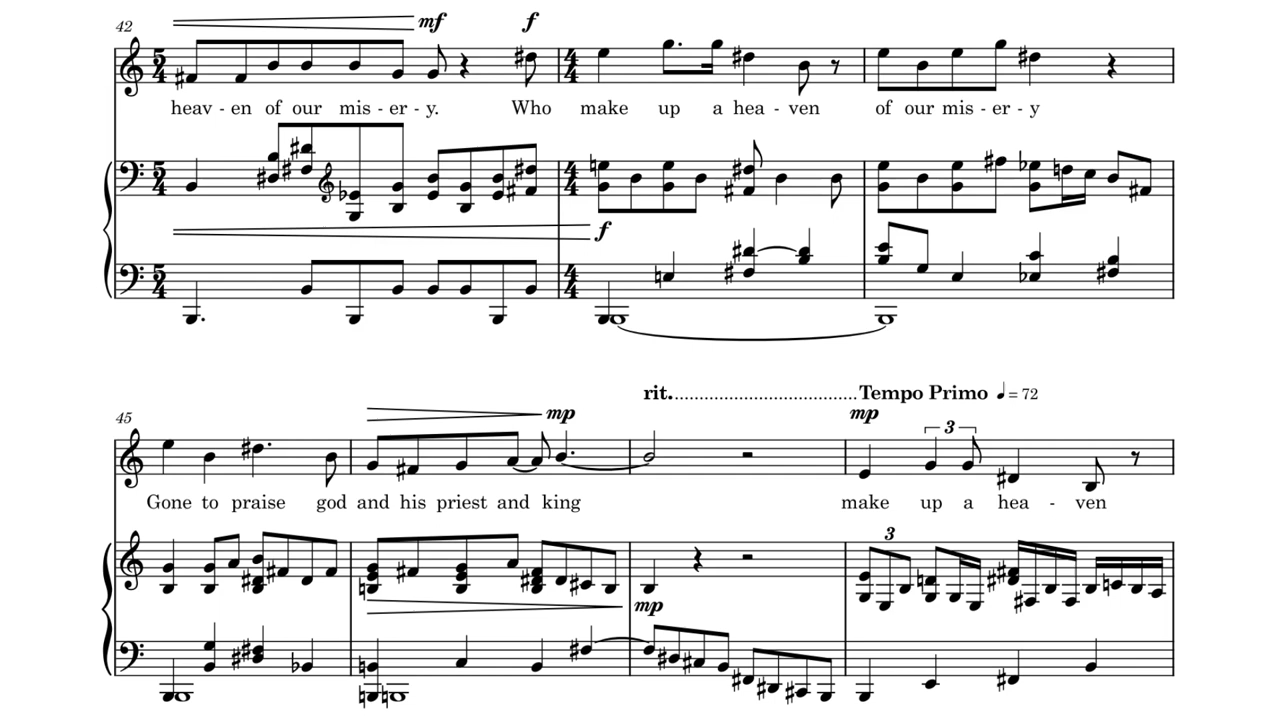 42
mf f
heav - en of our mis - er - y. Who make up a hea - ven of our mis - er - y
f
rit. Tempo Primo ♩ = 72
45
mp mp
3
Gone to praise god and his priest and king make up a hea - ven
3
mp